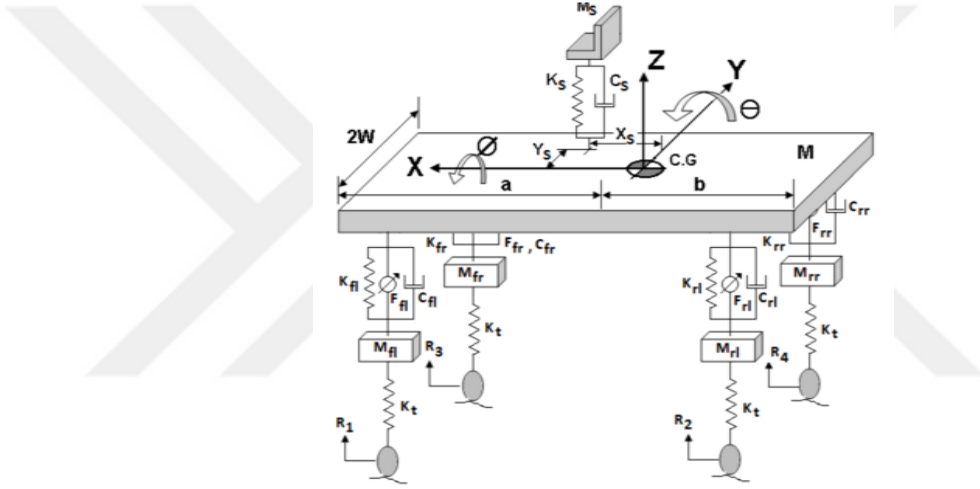 Ms
Ks Cs
Z Y
Θ
2W
Xs
Ys
Ø
X C.G M
a b
Crr
Kfr Ffr , Cfr Krr Frr
Mfr Mrr
Kfl Ffl Cfl Krl Frl Crl
Kt Kt
Mfl R3 Mrl R4
Kt Kt
R1 R2